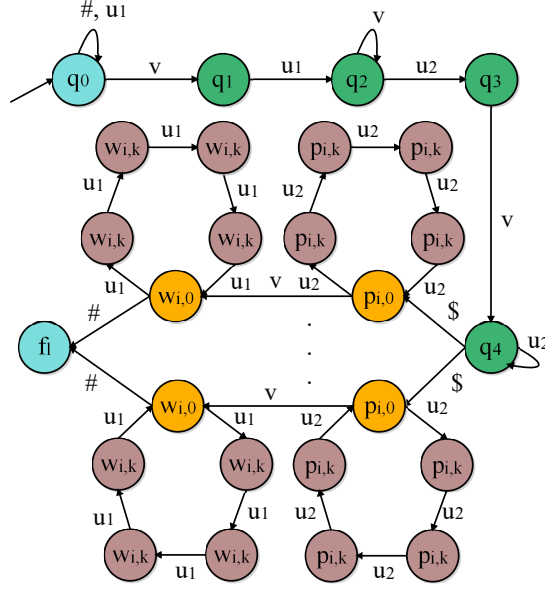 #, u1
v
q0 v q1 u1 q2 u2 q3
wi,k u1 wi,k pi,k u2 pi,k
u1 u1 u2 u2
wi,k wi,k pi,k pi,k v
u1 u1 v u2 u2
wi,0 pi,0
# $
f1 q4 u2
# $
wi,0 v pi,0
u1 u1 u2 u2
wi,k wi,k pi,k pi,k
u1 u1 u2 u2
wi,k u1 wi,k pi,k u2 pi,k